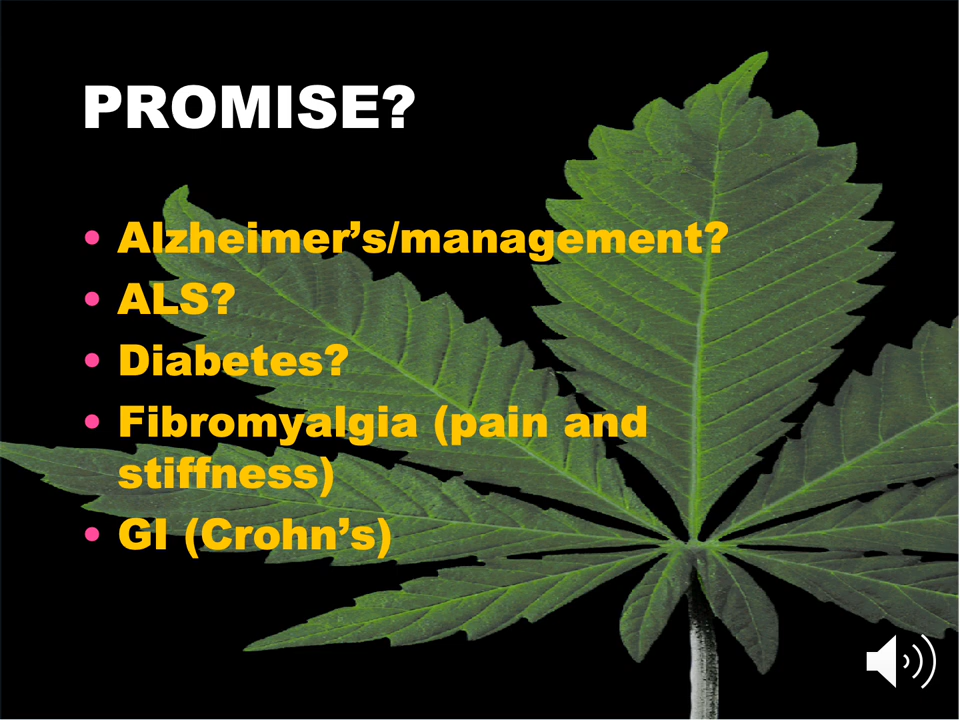 PROMISE?
• Alzheimer’s/management?
• ALS?
• Diabetes?
• Fibromyalgia (pain and
stiffness)
• GI (Crohn’s)